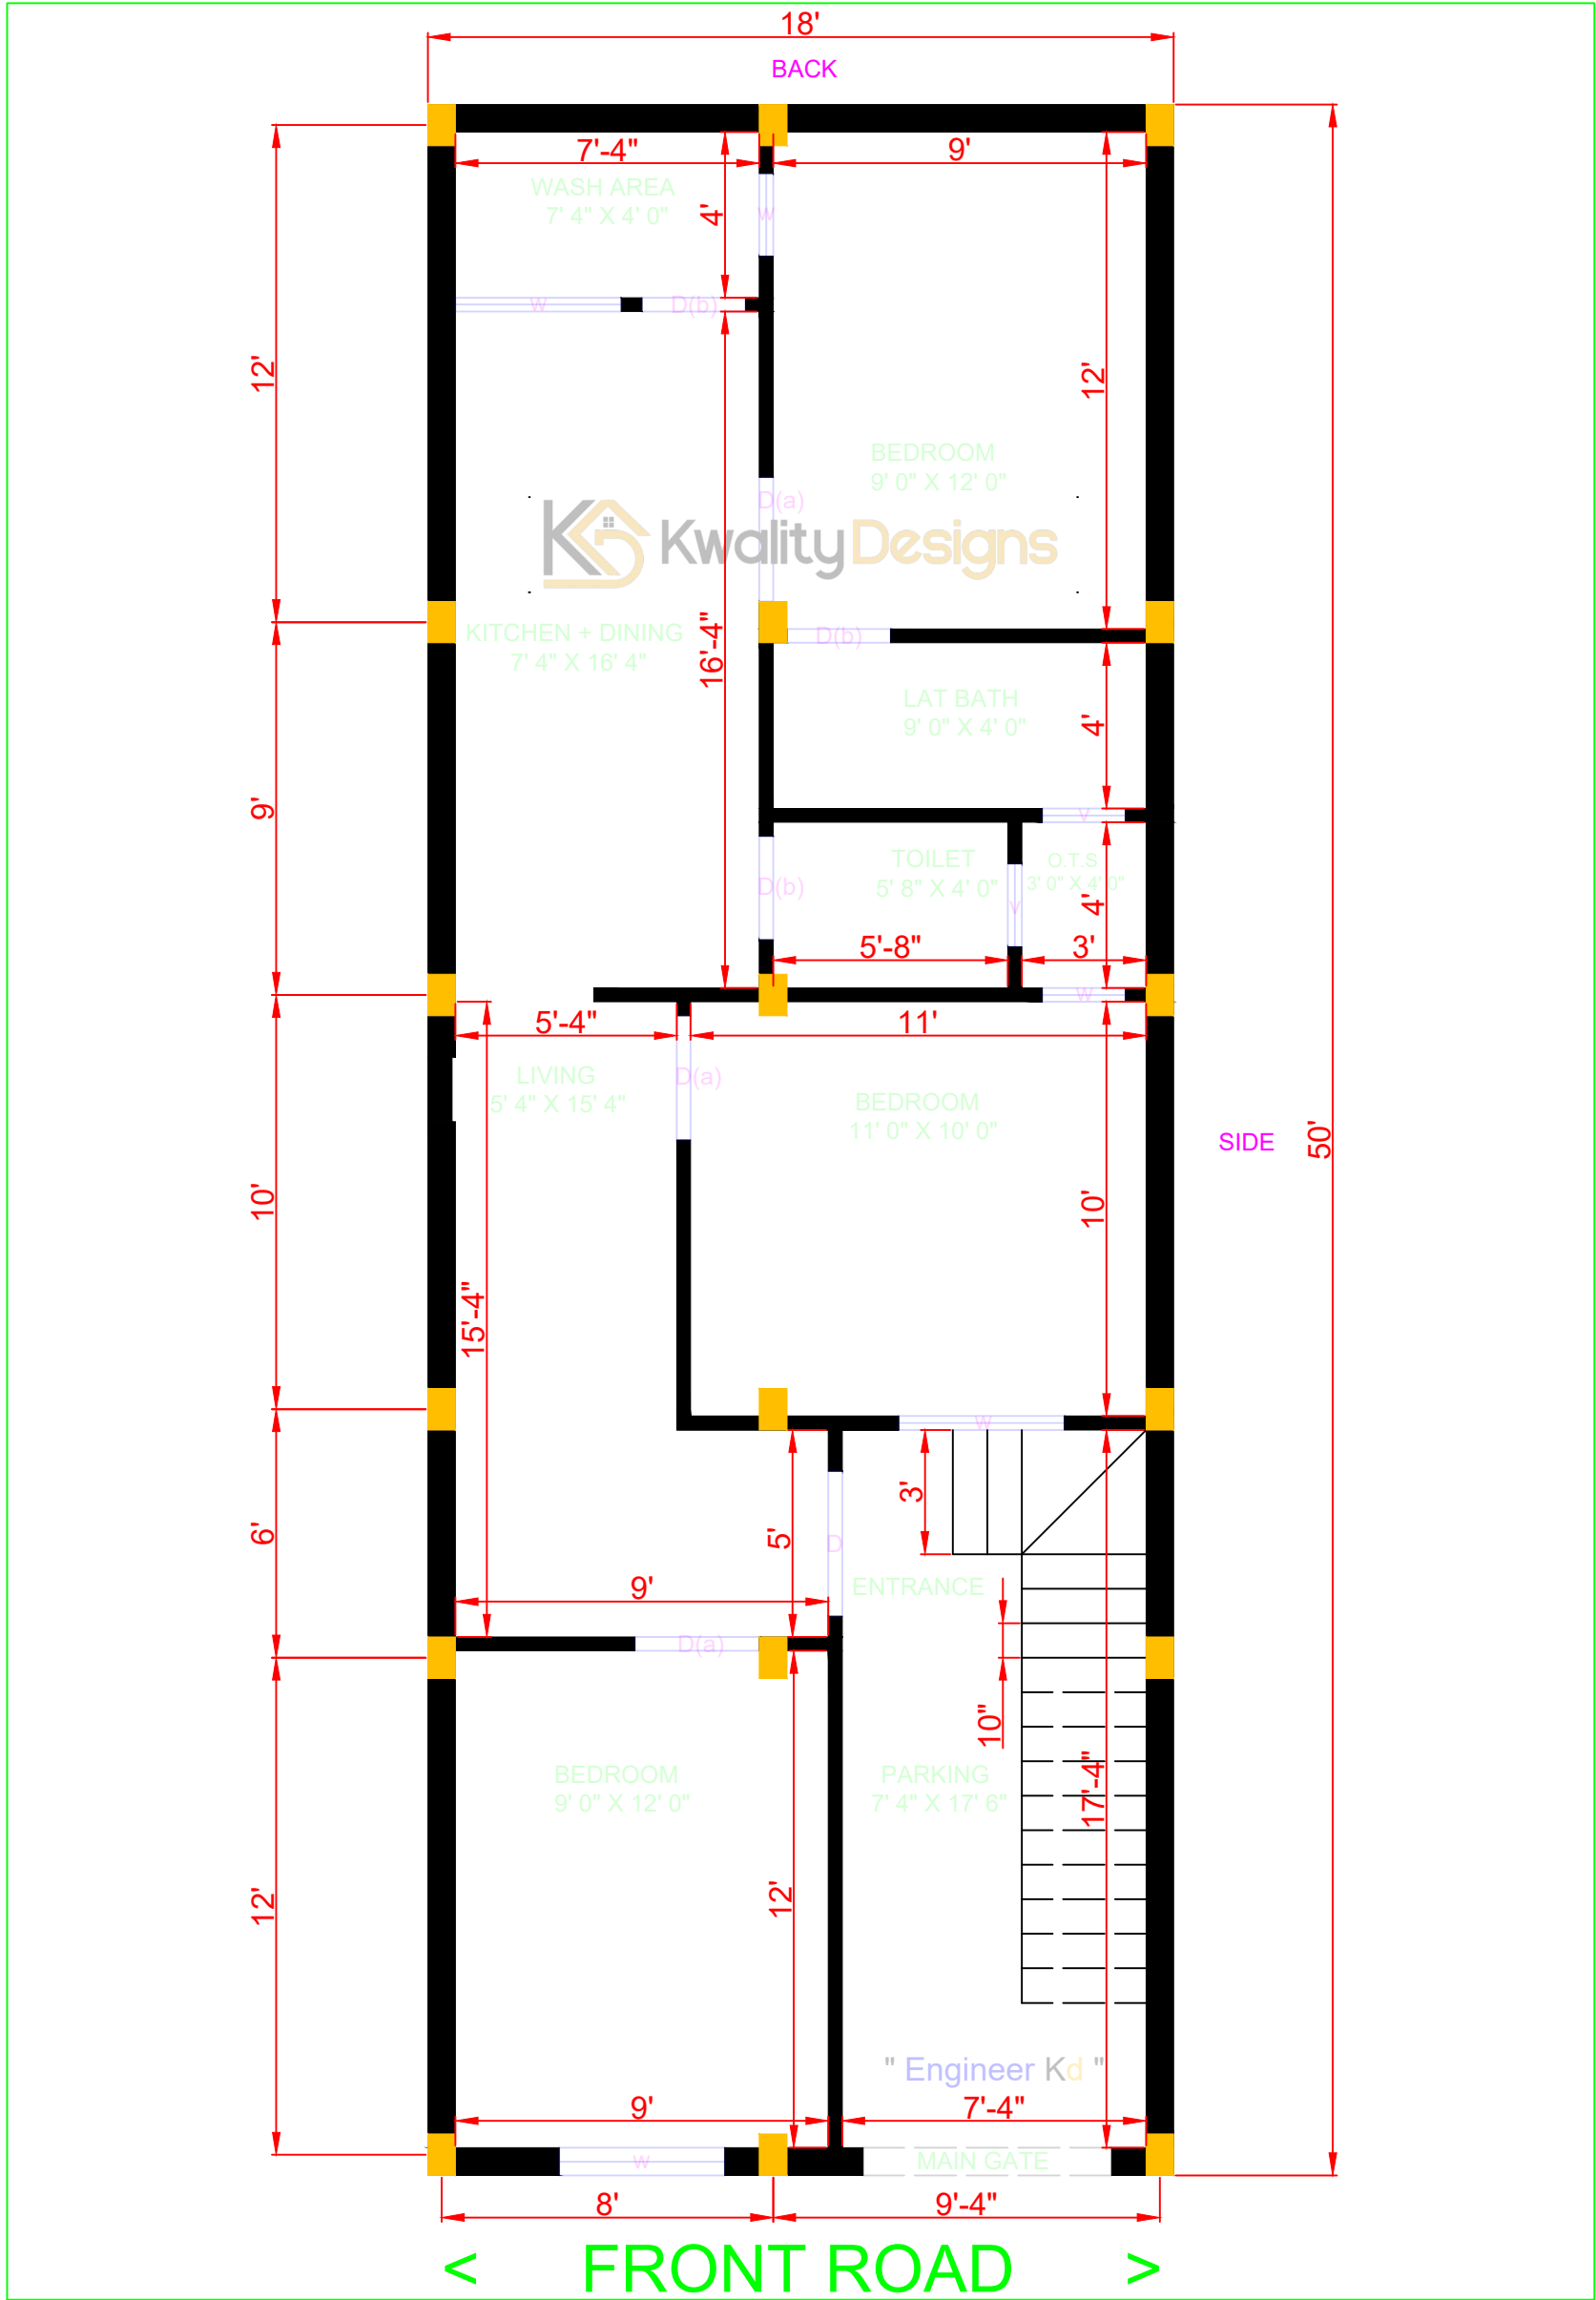 18'
BACK
7'-4"
9'
WASH AREA
7' 4" X 4' 0"
4'
W
W
D(b)
12'
12'
BEDROOM
9' 0" X 12' 0"
D(a)
KwalityDesigns
KITCHEN + DINING
7' 4" X 16' 4"
16'-4"
D(b)
LAT BATH
9' 0" X 4' 0"
4'
9'
V
TOILET
5' 8" X 4' 0"
O.T.S
3' 0" X 4' 0"
D(b)
V
4'
5'-8"
3'
W
5'-4"
11'
LIVING
5' 4" X 15' 4"
D(a)
BEDROOM
11' 0" X 10' 0"
SIDE
50'
10'
10'
15'-4"
W
3'
6'
5'
D
ENTRANCE
9'
D(a)
10"
BEDROOM
9' 0" X 12' 0"
PARKING
7' 4" X 17' 6"
17'-4"
12'
12'
" Engineer Kd "
9'
7'-4"
W
MAIN GATE
8'
9'-4"
< FRONT ROAD >